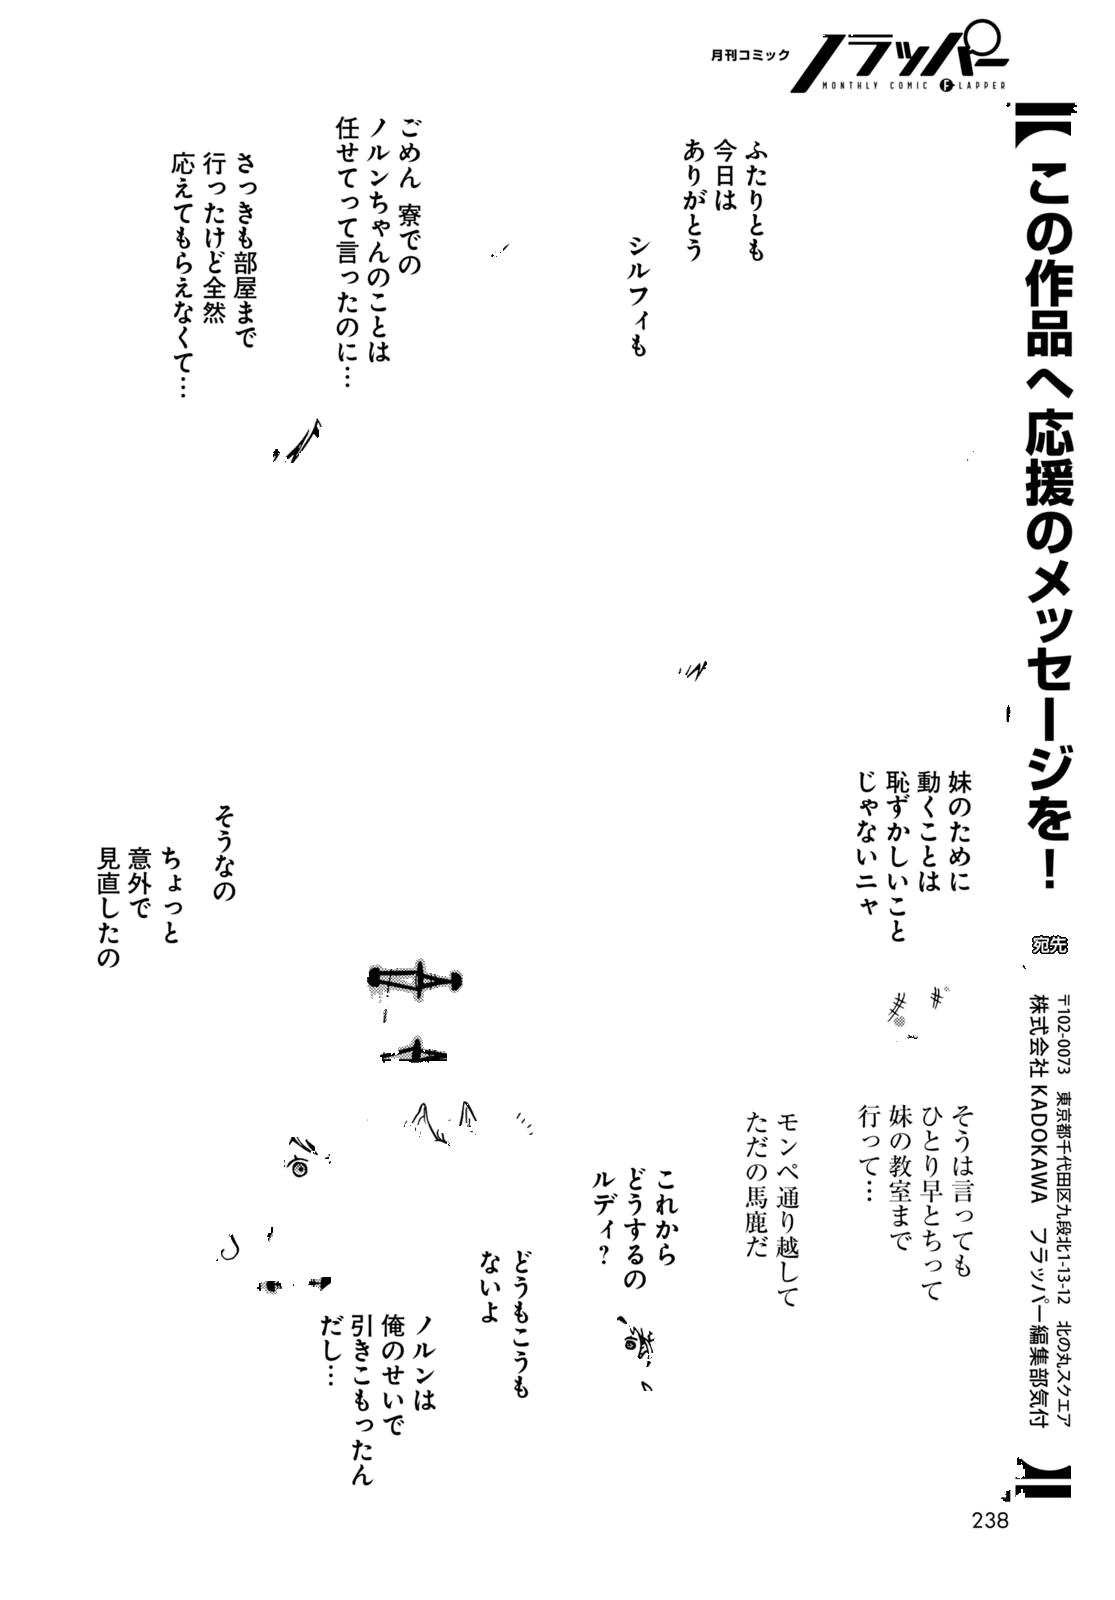 月刊コミック
フラッパー
MONTHLY COMIC FLAPPER
【この作品へ応援のメッセージを！
宛先
〒102-0073 東京都千代田区九段北1-13-12 北の丸スクエア
株式会社KADOKAWA フラッパー編集部気付】
ふたりとも
今日は
ありがとう
シルフィも
ごめん 寮での
ノルンちゃんのことは
任せてって言ったのに…
さっきも部屋まで
行ったけど全然
応えてもらえなくて…
妹のために
動くことは
恥ずかしいこと
じゃないニャ
そうなの
ちょっと
意外で
見直したの
そうは言っても
ひとり早とちって
妹の教室まで
行って…
モンペ通り越して
ただの馬鹿だ
これから
どうするの
ルディ？
どうもこうも
ないよ
ノルンは
俺のせいで
引きこもったん
だし…
238